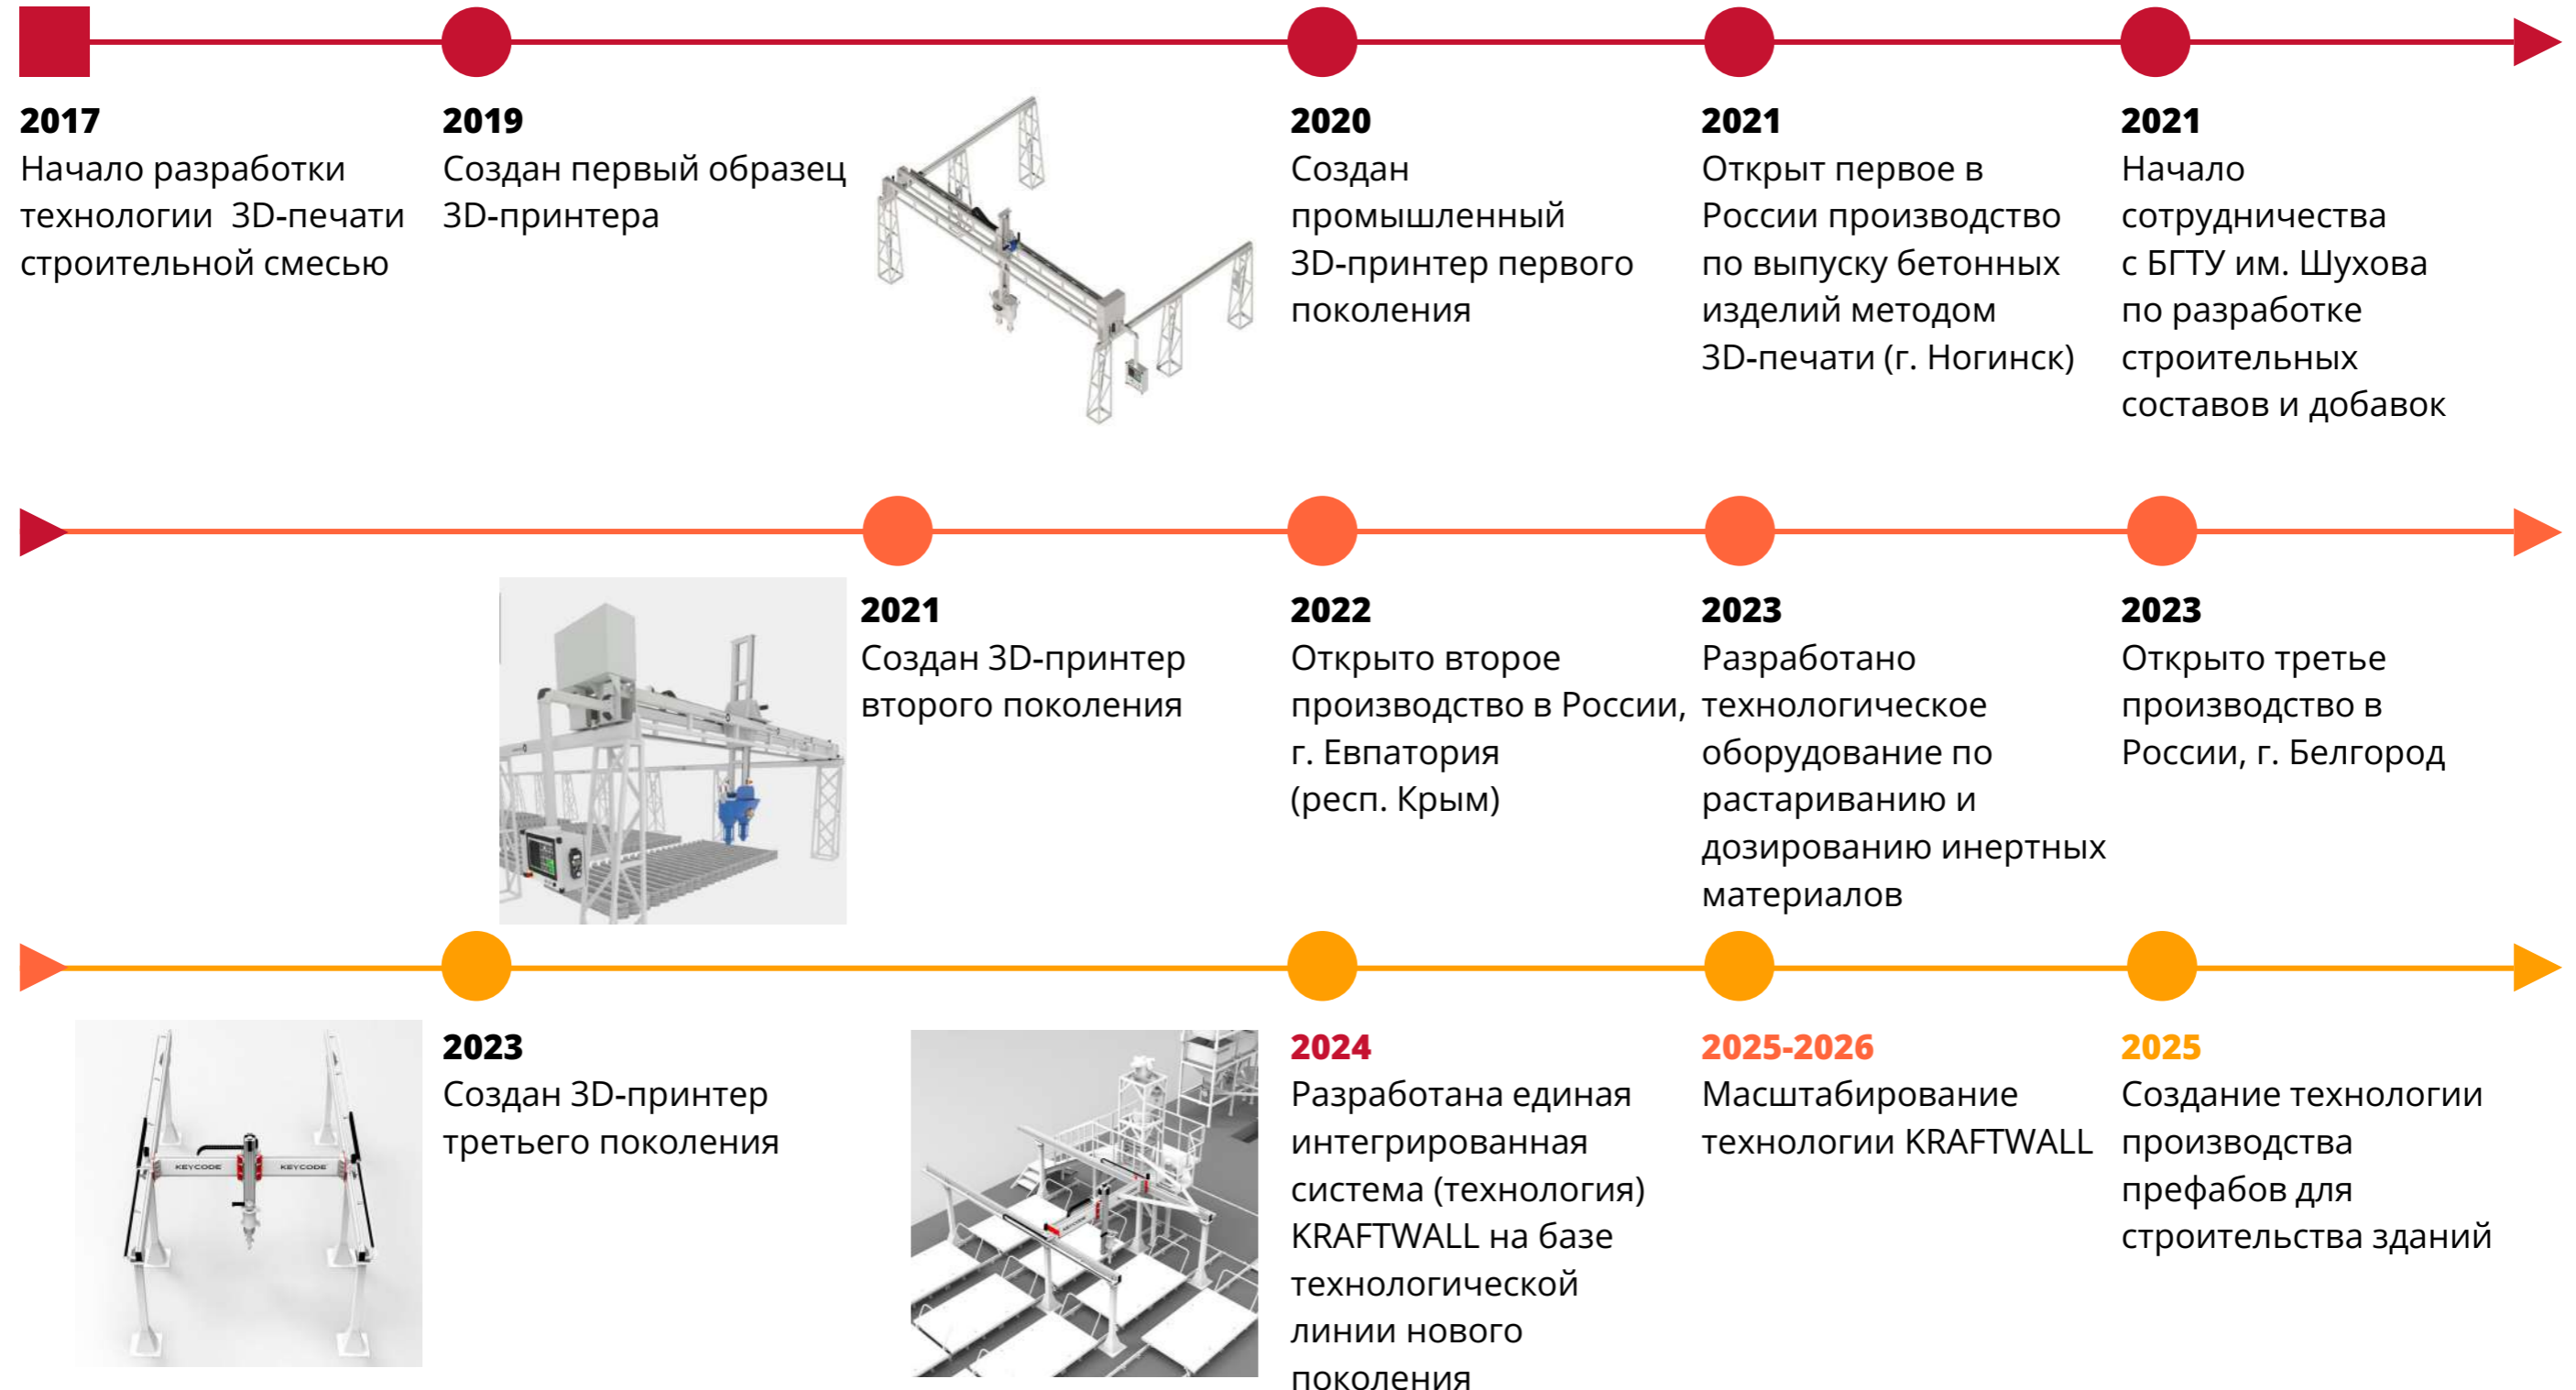 2017
Начало разработки
технологии 3D-печати
строительной смесью
2019
Создан первый образец
3D-принтера
2020
Создан
промышленный
3D-принтер первого
поколения
2021
Открыт первое в
России производство
по выпуску бетонных
изделий методом
3D-печати (г. Ногинск)
2021
Начало
сотрудничества
с БГТУ им. Шухова
по разработке
строительных
составов и добавок
2021
Создан 3D-принтер
второго поколения
2022
Открыто второе
производство в России,
г. Евпатория
(респ. Крым)
2023
Разработано
технологическое
оборудование по
растариванию и
дозированию инертных
материалов
2023
Открыто третье
производство в
России, г. Белгород
KEYCODE
KEYCODE
2023
Создан 3D-принтер
третьего поколения
KEYCODE
2024
Разработана единая
интегрированная
система (технология)
KRAFTWALL на базе
технологической
линии нового
поколения
2025-2026
Масштабирование
технологии KRAFTWALL
2025
Создание технологии
производства
префабов для
строительства зданий